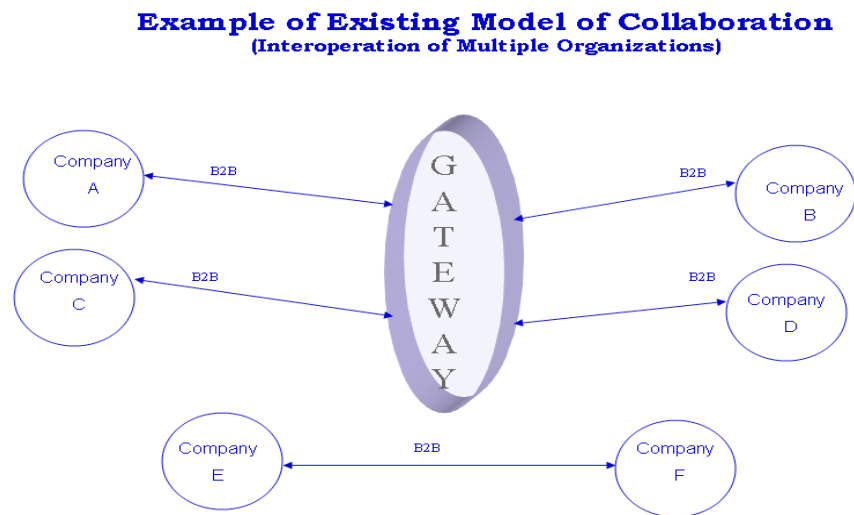 Example of Existing Model of Collaboration
(Interoperation of Multiple Organizations)
Company
A
B2B
G
A
T
E
W
A
Y
B2B
Company
B
Company
C
B2B
B2B
Company
D
Company
E
B2B
Company
F